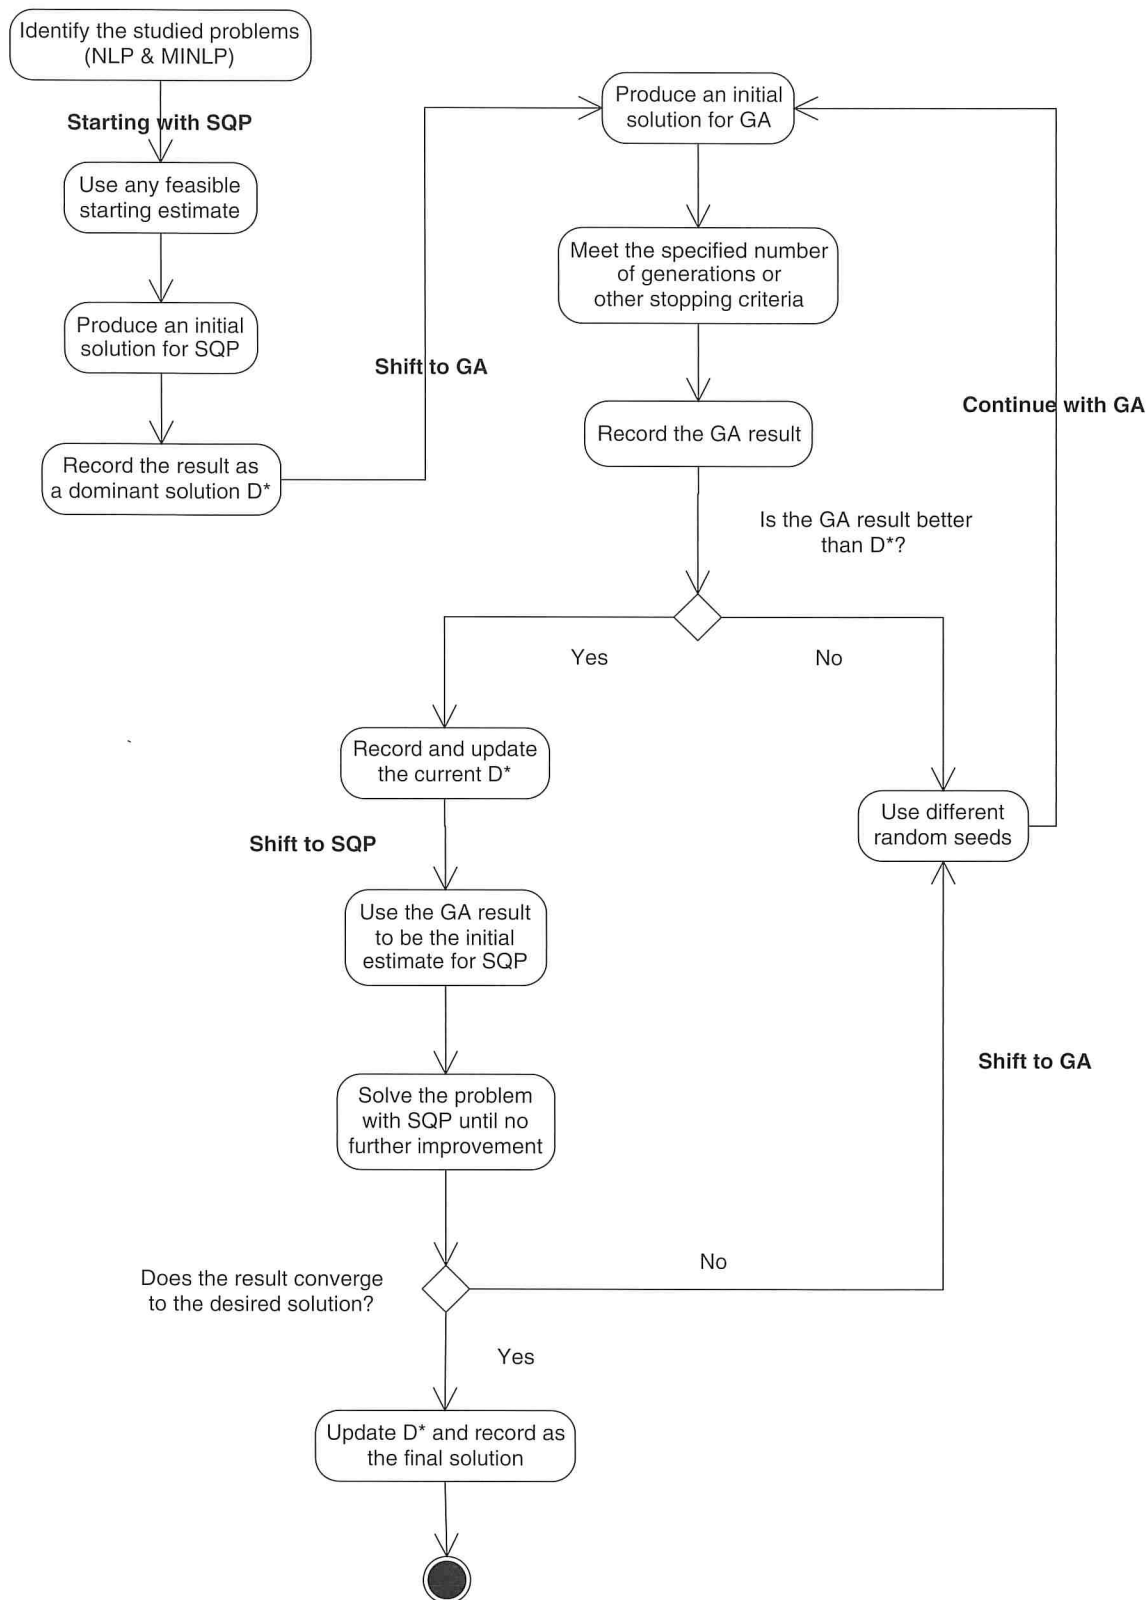 Identify the studied problems
(NLP & MINLP)
Starting with SQP
Use any feasible
starting estimate
Produce an initial
solution for SQP
Record the result as
a dominant solution D*
Shift to GA
Produce an initial
solution for GA
Meet the specified number
of generations or
other stopping criteria
Record the GA result
Continue with GA
Is the GA result better
than D*?
Yes
No
Record and update
the current D*
Use different
random seeds
Shift to SQP
Use the GA result
to be the initial
estimate for SQP
Shift to GA
Solve the problem
with SQP until no
further improvement
Does the result converge
to the desired solution?
No
Yes
Update D* and record as
the final solution